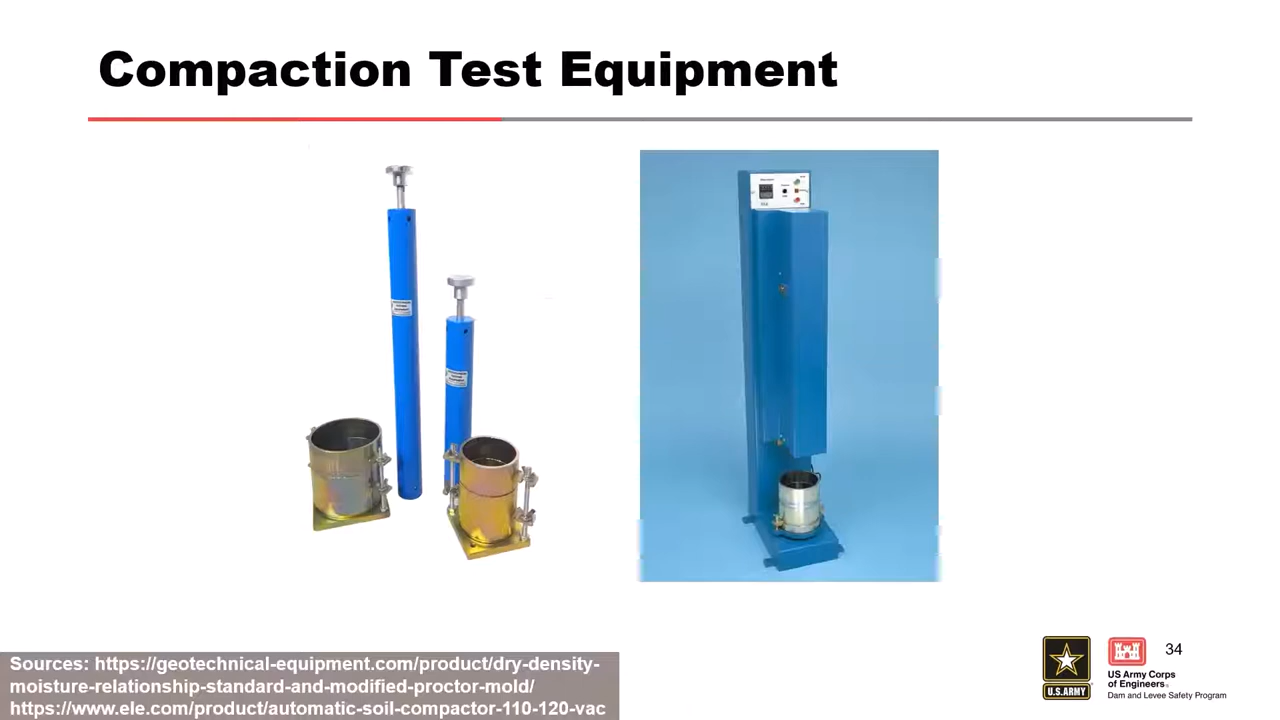 Compaction Test Equipment
34
U.S.ARMY
US Army Corps
of Engineers®
Dam and Levee Safety Program
Sources: https://geotechnical-equipment.com/product/dry-density-
moisture-relationship-standard-and-modified-proctor-mold/
https://www.ele.com/product/automatic-soil-compactor-110-120-vac